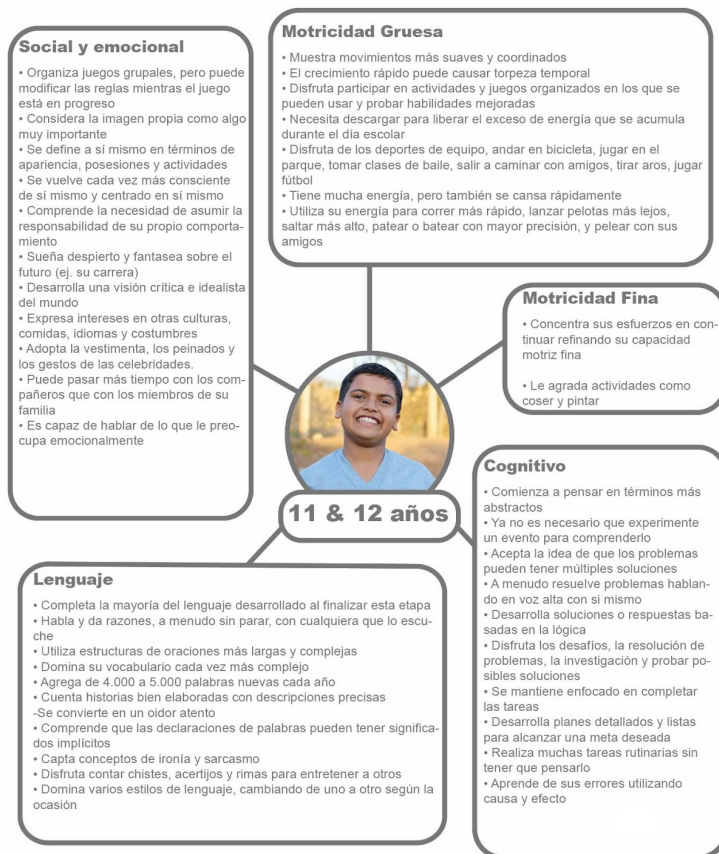 Social y emocional
• Organiza juegos grupales, pero puede
modificar las reglas mientras el juego
está en progreso
• Considera la imagen propia como algo
muy importante
• Se define a sí mismo en términos de
apariencia, posesiones y actividades
• Se vuelve cada vez más consciente
de sí mismo y centrado en sí mismo
• Comprende la necesidad de asumir la
responsabilidad de su propio comporta-
miento
• Sueña despierto y fantasea sobre el
futuro (ej. su carrera)
• Desarrolla una visión crítica e idealista
del mundo
• Expresa intereses en otras culturas,
comidas, idiomas y costumbres
• Adopta la vestimenta, los peinados y
los gestos de las celebridades.
• Puede pasar más tiempo con los com-
pañeros que con los miembros de su
familia
• Es capaz de hablar de lo que le preo-
cupa emocionalmente
Motricidad Gruesa
• Muestra movimientos más suaves y coordinados
• El crecimiento rápido puede causar torpeza temporal
• Disfruta participar en actividades y juegos organizados en los que se
pueden usar y probar habilidades mejoradas
• Necesita descargar para liberar el exceso de energía que se acumula
durante el día escolar
• Disfruta de los deportes de equipo, andar en bicicleta, jugar en el
parque, tomar clases de baile, salir a caminar con amigos, tirar aros, jugar
fútbol
• Tiene mucha energía, pero también se cansa rápidamente
• Utiliza su energía para correr más rápido, lanzar pelotas más lejos,
saltar más alto, patear o batear con mayor precisión, y pelear con sus
amigos
Motricidad Fina
• Concentra sus esfuerzos en con-
tinuar refinando su capacidad
motriz fina
• Le agrada actividades como
coser y pintar
11 & 12 años
Cognitivo
• Comienza a pensar en términos más
abstractos
• Ya no es necesario que experimente
un evento para comprenderlo
• Acepta la idea de que los problemas
pueden tener múltiples soluciones
• A menudo resuelve problemas hablan-
do en voz alta con si mismo
• Desarrolla soluciones o respuestas ba-
sadas en la lógica
• Disfruta los desafíos, la resolución de
problemas, la investigación y probar po-
sibles soluciones
• Se mantiene enfocado en completar
las tareas
• Desarrolla planes detallados y listas
para alcanzar una meta deseada
• Realiza muchas tareas rutinarias sin
tener que pensarlo
• Aprende de sus errores utilizando
causa y efecto
Lenguaje
• Completa la mayoría del lenguaje desarrollado al finalizar esta etapa
• Habla y da razones, a menudo sin parar, con cualquiera que lo escu-
che
• Utiliza estructuras de oraciones más largas y complejas
• Domina su vocabulario cada vez más complejo
• Agrega de 4.000 a 5.000 palabras nuevas cada año
• Cuenta historias bien elaboradas con descripciones precisas
-Se convierte en un oidor atento
• Comprende que las declaraciones de palabras pueden tener significa-
dos implícitos
• Capta conceptos de ironía y sarcasmo
• Disfruta contar chistes, acertijos y rimas para entretener a otros
• Domina varios estilos de lenguaje, cambiando de uno a otro según la
ocasión